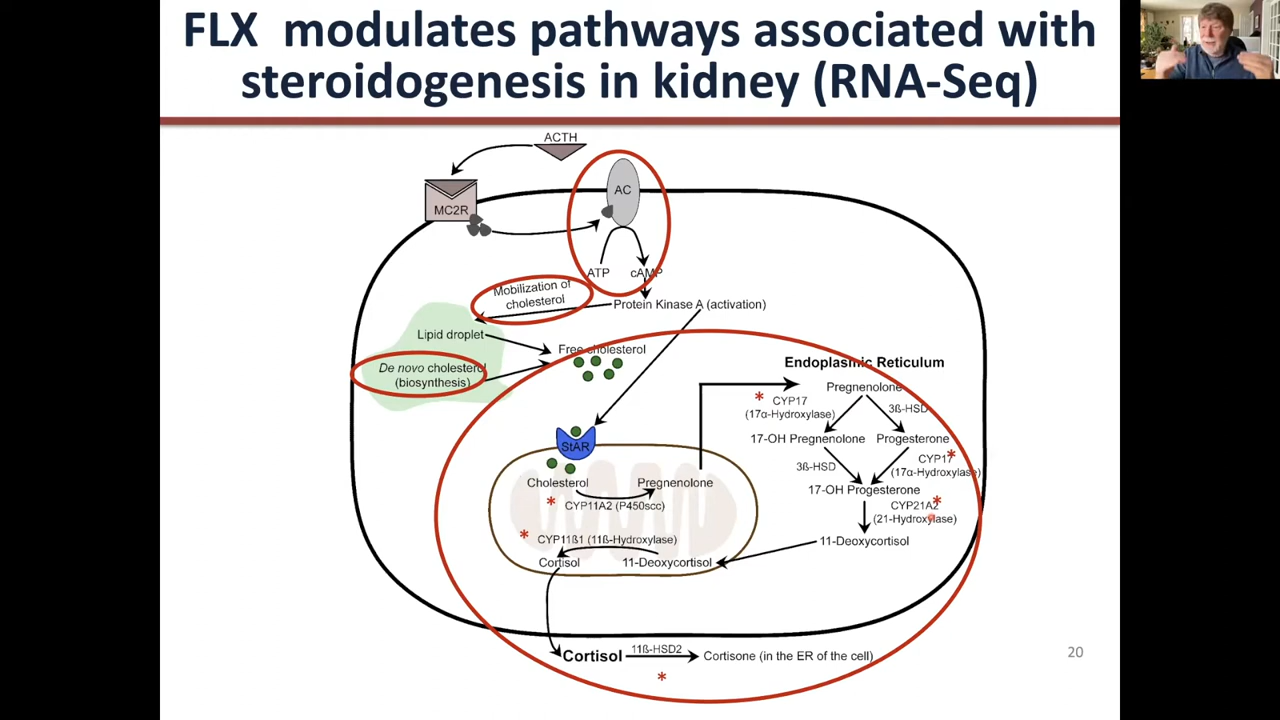 FLX modulates pathways associated with
steroidogenesis in kidney (RNA-Seq)
ACTH
AC
MC2R
ATP
cAMP
Mobilization of
cholesterol
Protein Kinase A (activation)
Lipid droplet
Free cholesterol
De novo cholesterol
(biosynthesis)
Endoplasmic Reticulum
Pregnenolone
* CYP17
(17α-Hydroxylase)
3ß-HSD
17-OH Pregnenolone
Progesterone
*
CYP17
(17α-Hydroxylase)
3ß-HSD
17-OH Progesterone
*
CYP21A2
(21-Hydroxylase)
11-Deoxycortisol
StAR
Cholesterol
Pregnenolone
* CYP11A2 (P450scc)
* CYP11ß1 (11ß-Hydroxylase)
Cortisol
11-Deoxycortisol
Cortisol
11ß-HSD2
*
Cortisone (in the ER of the cell)
20